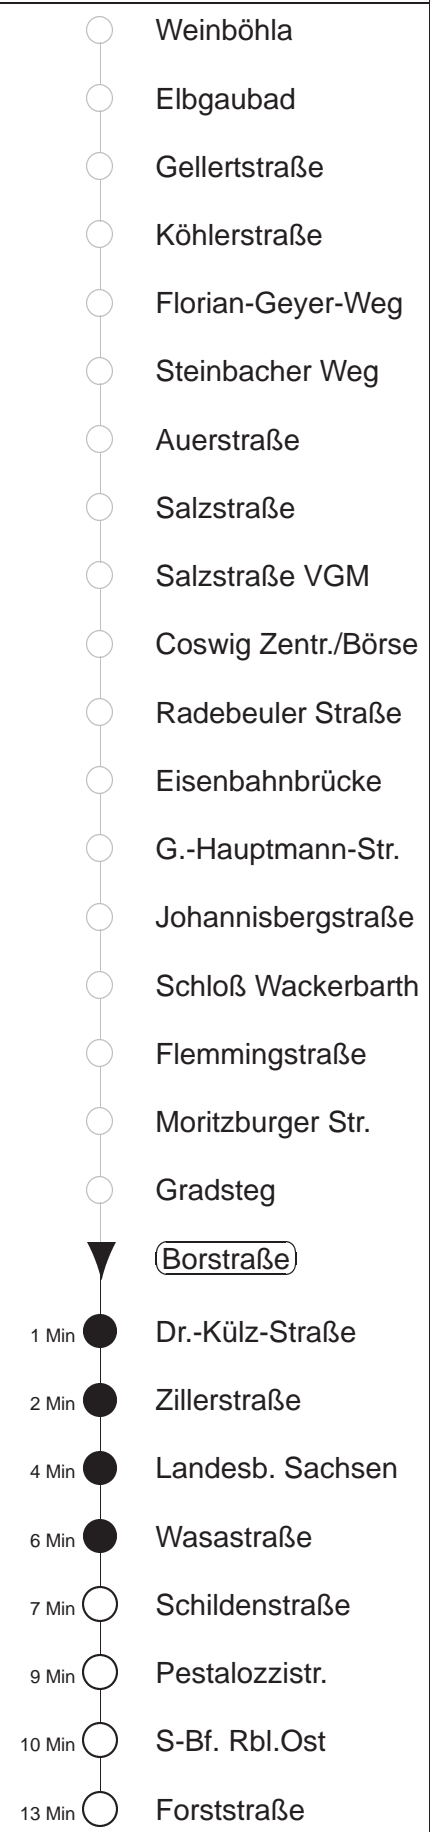 Weinböhla
Elbgaubad
Gellertstraße
Köhlerstraße
Florian-Geyer-Weg
Steinbacher Weg
Auerstraße
Salzstraße
Salzstraße VGM
Coswig Zentr./Börse
Radebeuler Straße
Eisenbahnbrücke
G.-Hauptmann-Str.
Johannisbergstraße
Schloß Wackerbarth
Flemmingstraße
Moritzburger Str.
Gradsteg
Borstraße
1 Min Dr.-Külz-Straße
2 Min Zillerstraße
4 Min Landesb. Sachsen
6 Min Wasastraße
7 Min Schildenstraße
9 Min Pestalozzistr.
10 Min S-Bf. Rbl.Ost
13 Min Forststraße